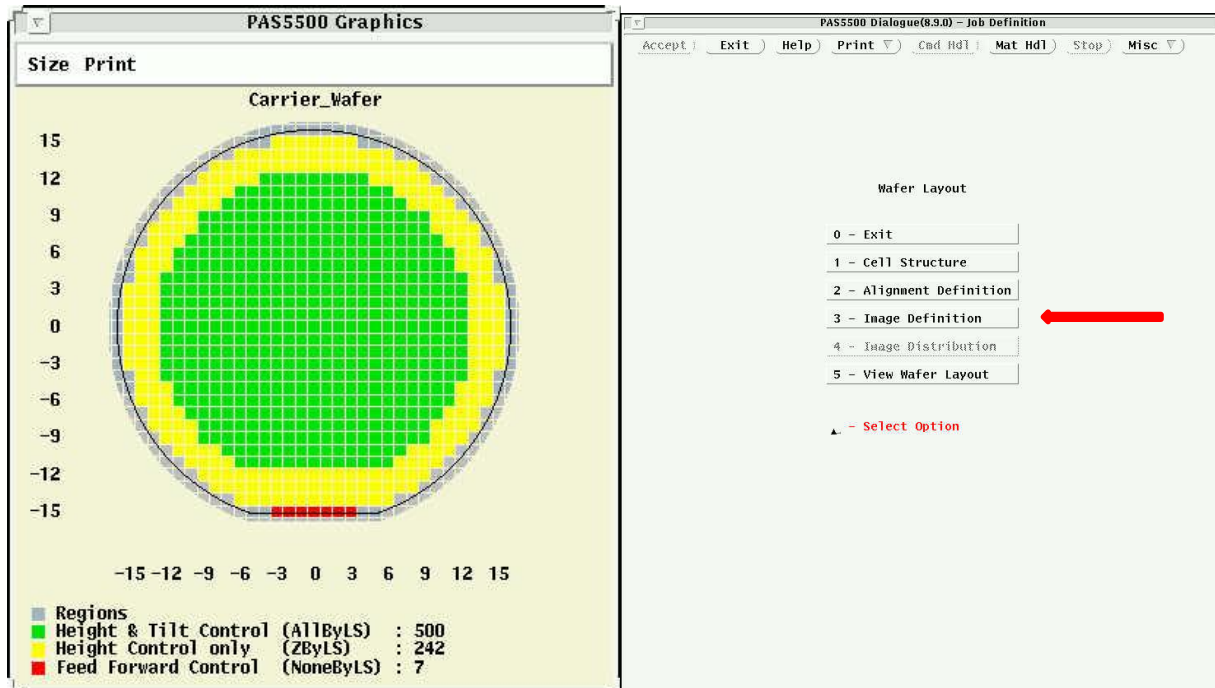 PAS5500 Graphics
Size Print
Carrier_Wafer
15
12
9
6
3
0
-3
-6
-9
-12
-15
-15 -12 -9 -6 -3 0 3 6 9 12 15
Regions
Height & Tilt Control (AllByLS) : 500
Height Control only (ZByLS) : 242
Feed Forward Control (NoneByLS) : 7
PAS5500 Dialogue(8.9.0) - Job Definition
Accept Exit Help Print Cmd Hdl Mat Hdl Stop Misc
Wafer Layout
0 - Exit
1 - Cell Structure
2 - Alignment Definition
3 - Image Definition
4 - Image Distribution
5 - View Wafer Layout
- Select Option